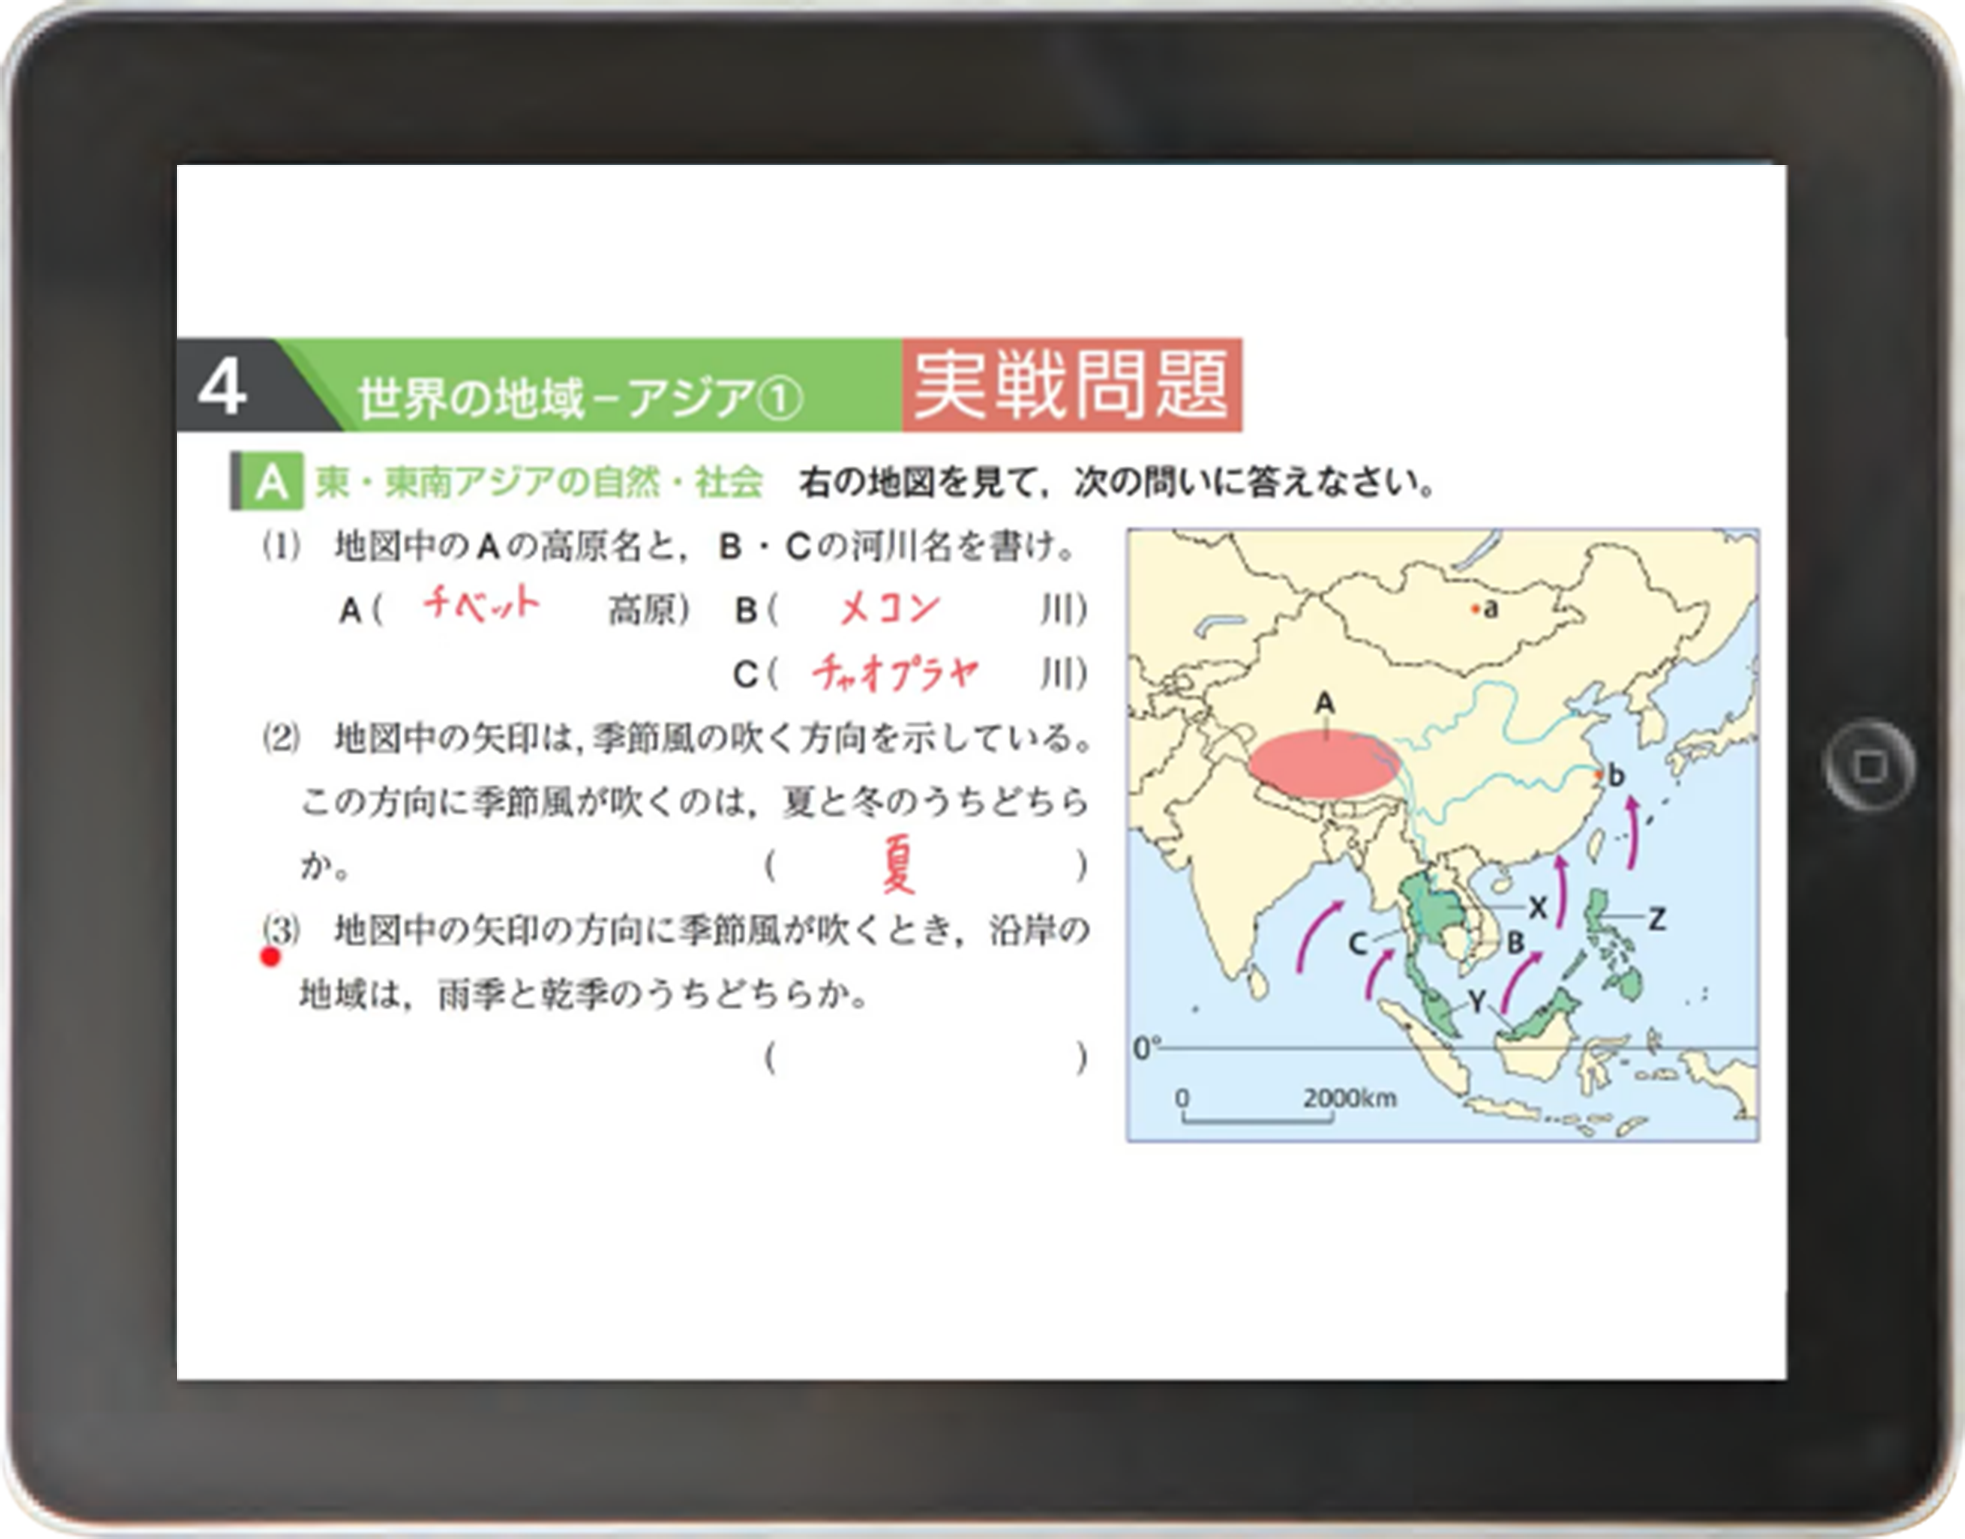 4 世界の地域－アジア① 実戦問題
A 東・東南アジアの自然・社会 右の地図を見て，次の問いに答えなさい。
(1) 地図中のAの高原名と，B・Cの河川名を書け。
A( チベット 高原) B( メコン 川)
C( チャオプラヤ 川)
(2) 地図中の矢印は，季節風の吹く方向を示している。
この方向に季節風が吹くのは，夏と冬のうちどちら
か。 ( 夏 )
(3) 地図中の矢印の方向に季節風が吹くとき，沿岸の
地域は，雨季と乾季のうちどちらか。
( )
a
A
b
X
Z
C
B
Y
0°
0 2000km